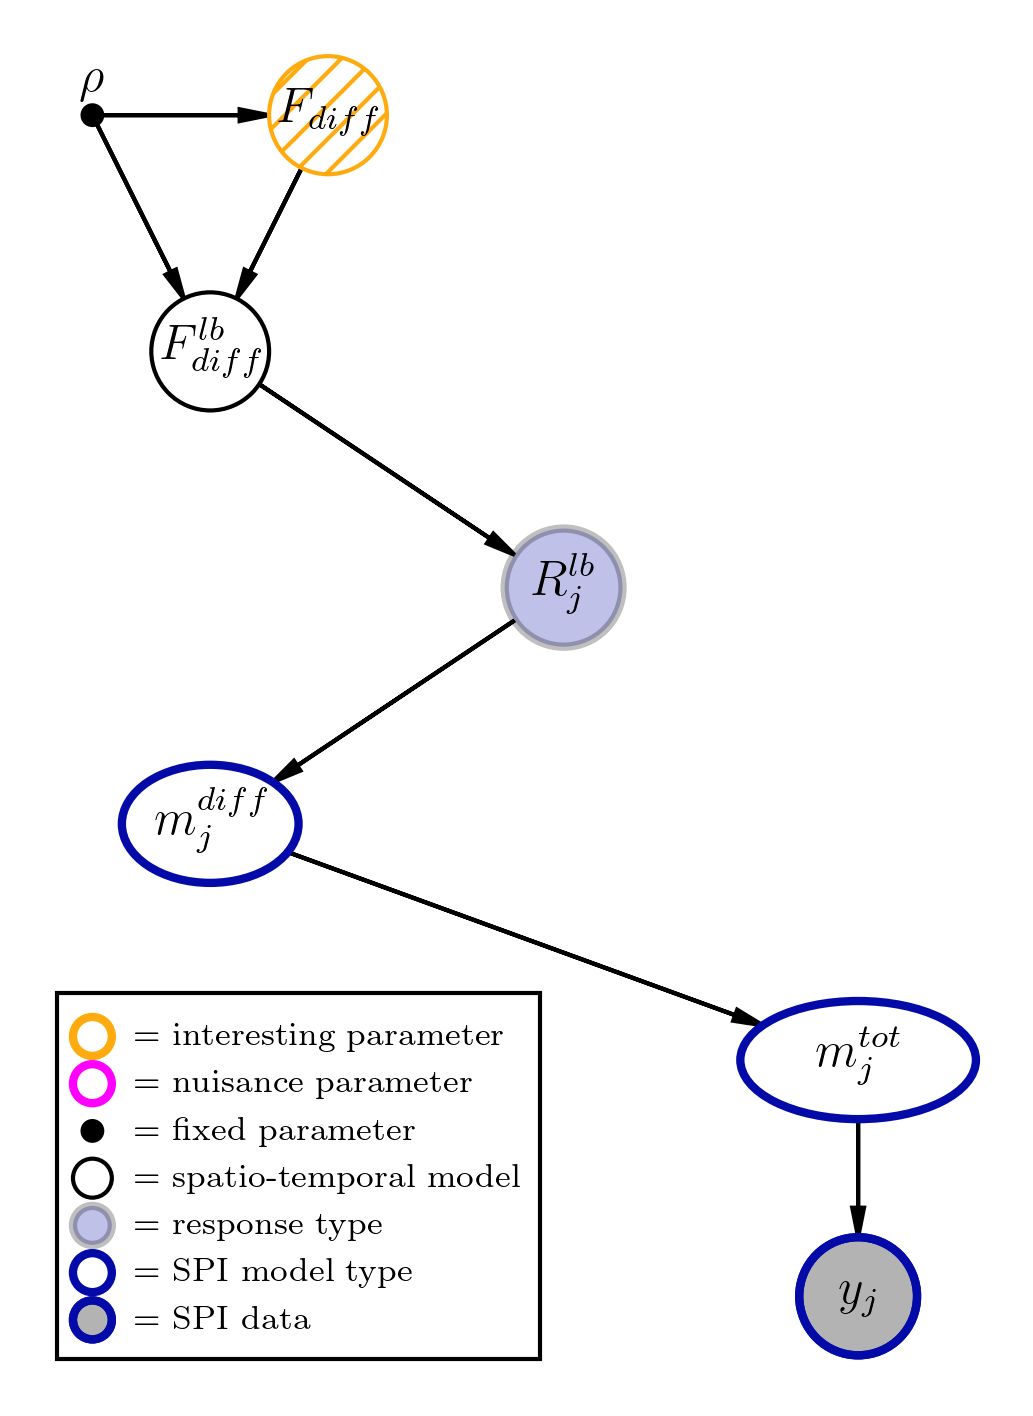 ρ
F_{diff}
F_{diff}^{lb}
R_j^{lb}
m_j^{diff}
m_j^{tot}
y_j
= interesting parameter
= nuisance parameter
= fixed parameter
= spatio-temporal model
= response type
= SPI model type
= SPI data